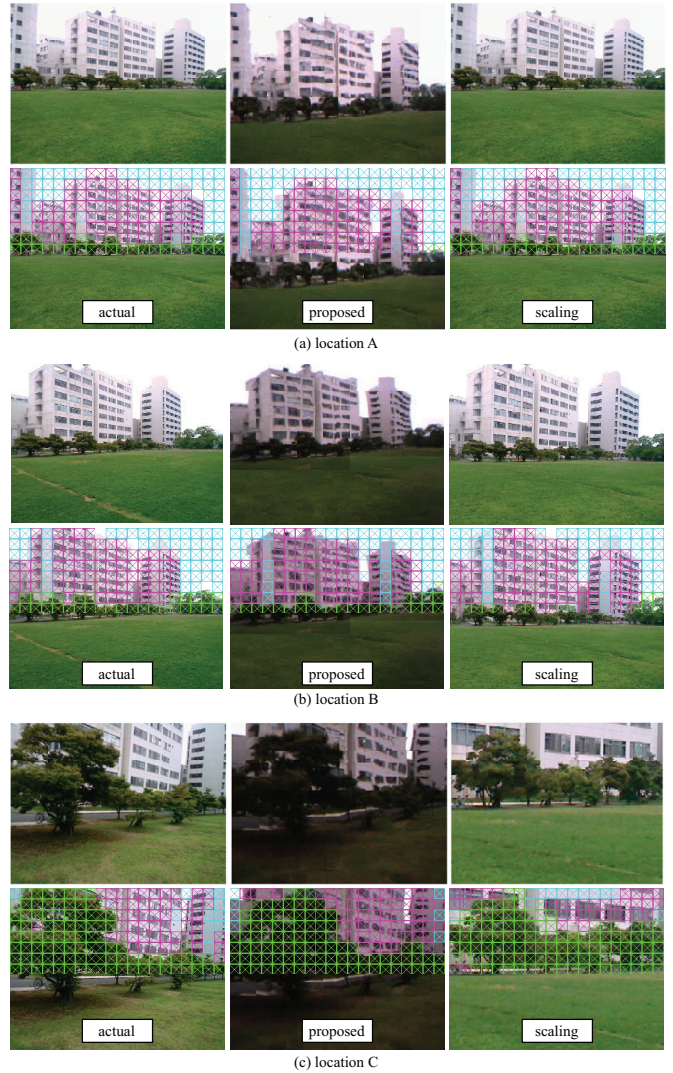 actual
proposed
scaling
(a) location A
actual
proposed
scaling
(b) location B
actual
proposed
scaling
(c) location C